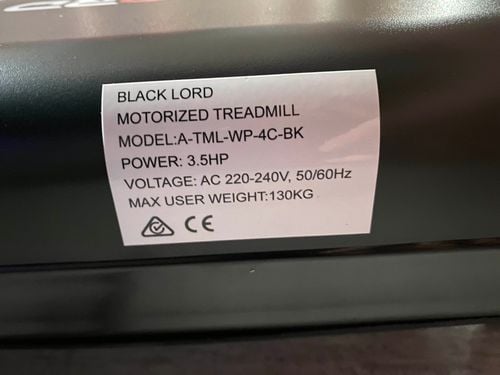 BLACK LORD
MOTORIZED TREADMILL
MODEL:A-TML-WP-4C-BK
POWER: 3.5HP
VOLTAGE: AC 220-240V, 50/60Hz
MAX USER WEIGHT:130KG
CE